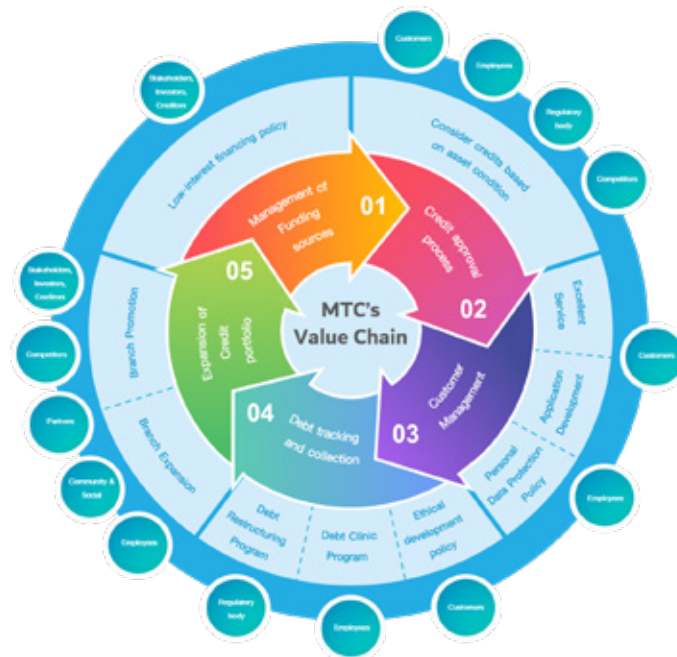 MTC's
Value Chain
01
Management of
Funding
sources
02
Credit approval
process
03
Customer
Management
04
Debt tracking
and collection
05
Expansion of
Credit
portfolio
Low-interest financing policy
Consider credits based
on asset condition
Excellent
Service
Application
Development
Personal
Data Protection
Policy
Ethical
development
policy
Debt Clinic
Program
Debt
Restructuring
Program
Branch Expansion
Branch Promotion
Customers
Employees
Regulatory
body
Competitors
Customers
Employees
Customers
Employees
Regulatory
body
Employees
Community &
Social
Partners
Competitors
Stakeholders,
Investors,
Creditors
Stakeholders,
Investors,
Creditors